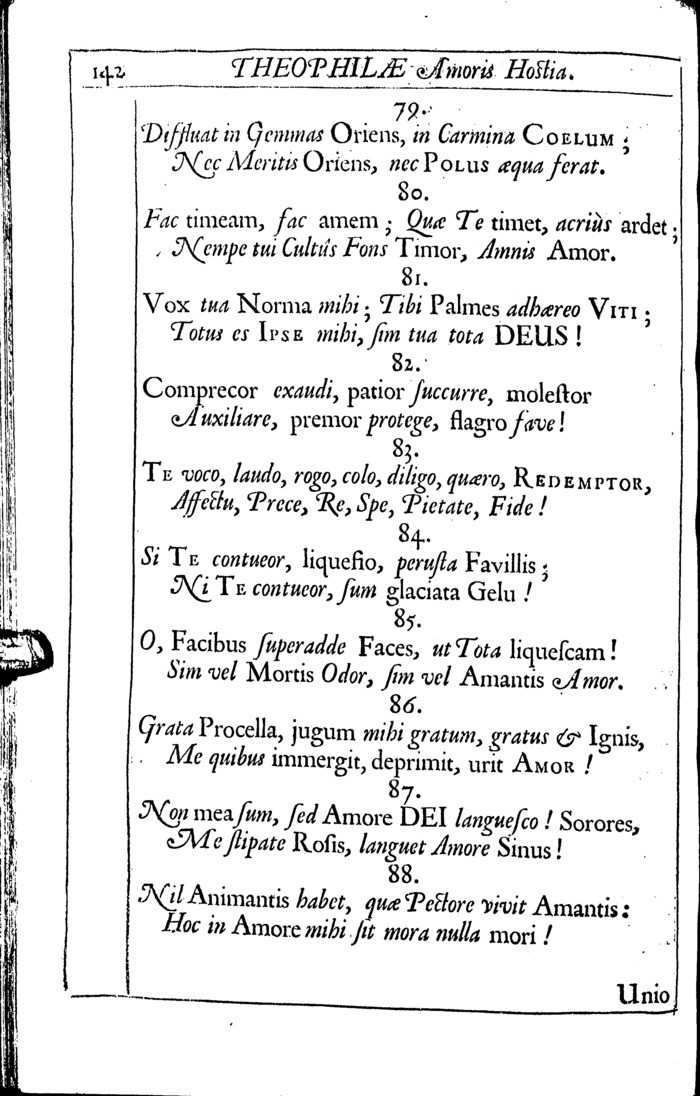 142 THEOPHILÆ Amoris Hostia.
79.
Diffluat in Gemmas Oriens, in Carmina COELUM ;
Nec Meritis Oriens, nec POLUS æqua ferat.
80.
Fac timeam, fac amem ; Quæ Te timet, acriùs ardet ;
Nempe tui Cultûs Fons Timor, Amnis Amor.
81.
Vox tua Norma mihi ; Tibi Palmes adhæreo VITI ;
Totus es IPSE mihi, ſim tua tota DEUS !
82.
Comprecor exaudi, patior ſuccurre, moleſtor
Auxiliare, premor protege, flagro fave !
83.
TE voco, laudo, rogo, colo, diligo, quæro, REDEMPTOR,
Affectu, Prece, Re, Spe, Pietate, Fide !
84.
Si TE contueor, liquefio, peruſta Favillis ;
Ni TE contueor, ſum glaciata Gelu !
85.
O, Facibus ſuperadde Faces, ut Tota liqueſcam !
Sim vel Mortis Odor, ſim vel Amantis Amor.
86.
Grata Procella, jugum mihi gratum, gratus & Ignis,
Me quibus immergit, deprimit, urit AMOR !
87.
Non mea ſum, ſed Amore DEI langueſco ! Sorores,
Me ſtipate Roſis, languet Amore Sinus !
88.
Nil Animantis habet, quæ Pectore vivit Amantis :
Hoc in Amore mihi ſit mora nulla mori !
Unio